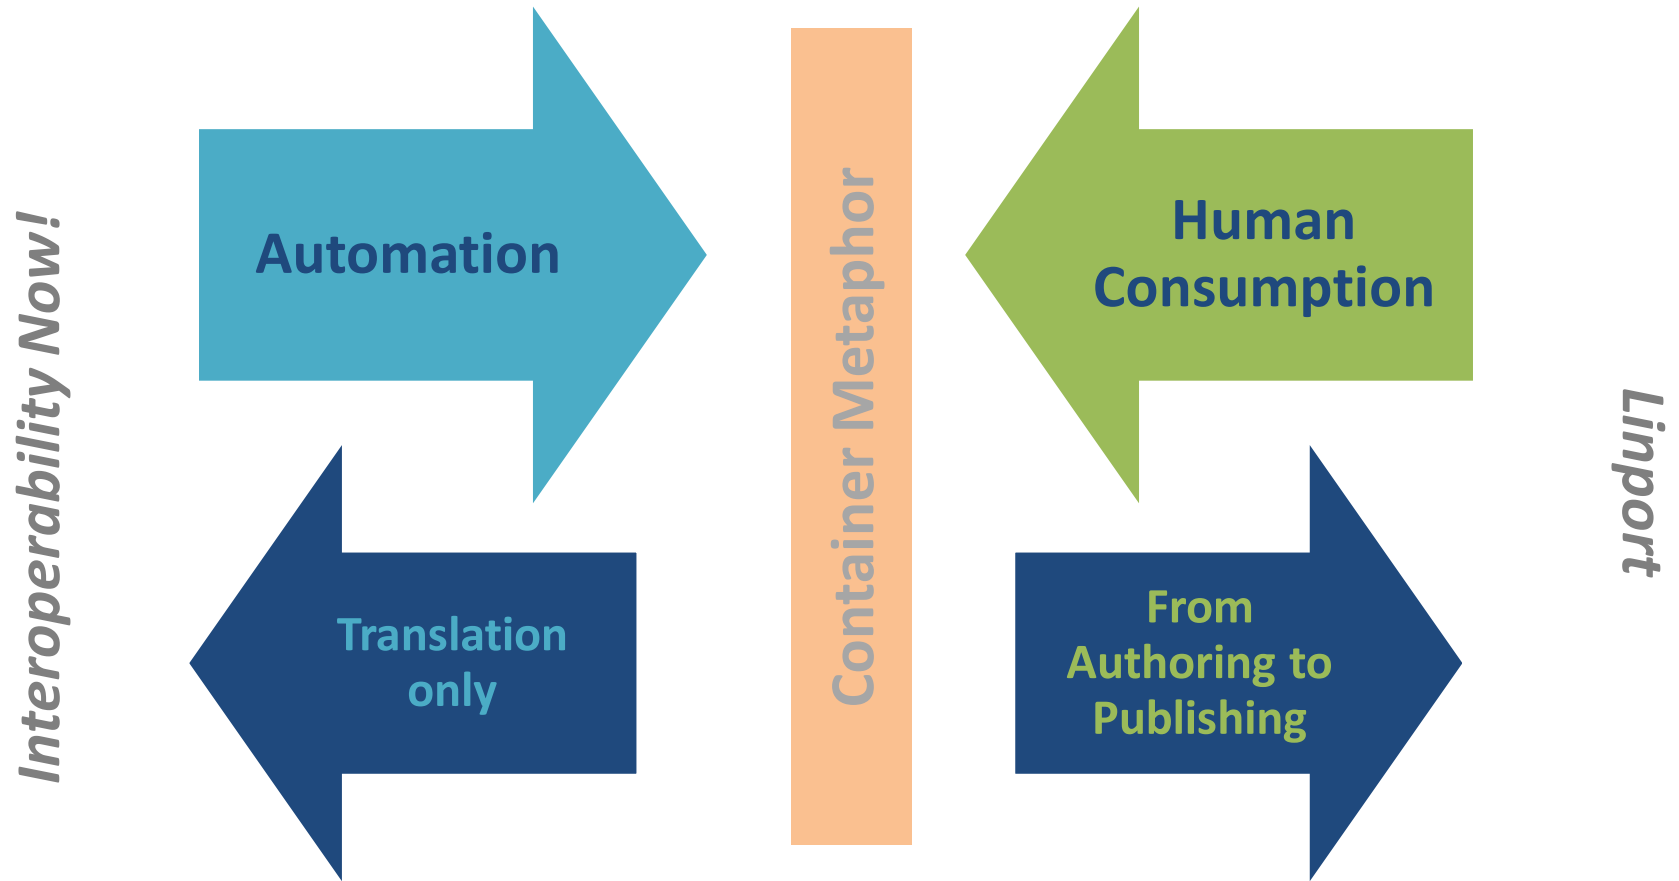 Interoperability Now!
Automation
Translation
only
Container Metaphor
Human
Consumption
From
Authoring to
Publishing
Linport